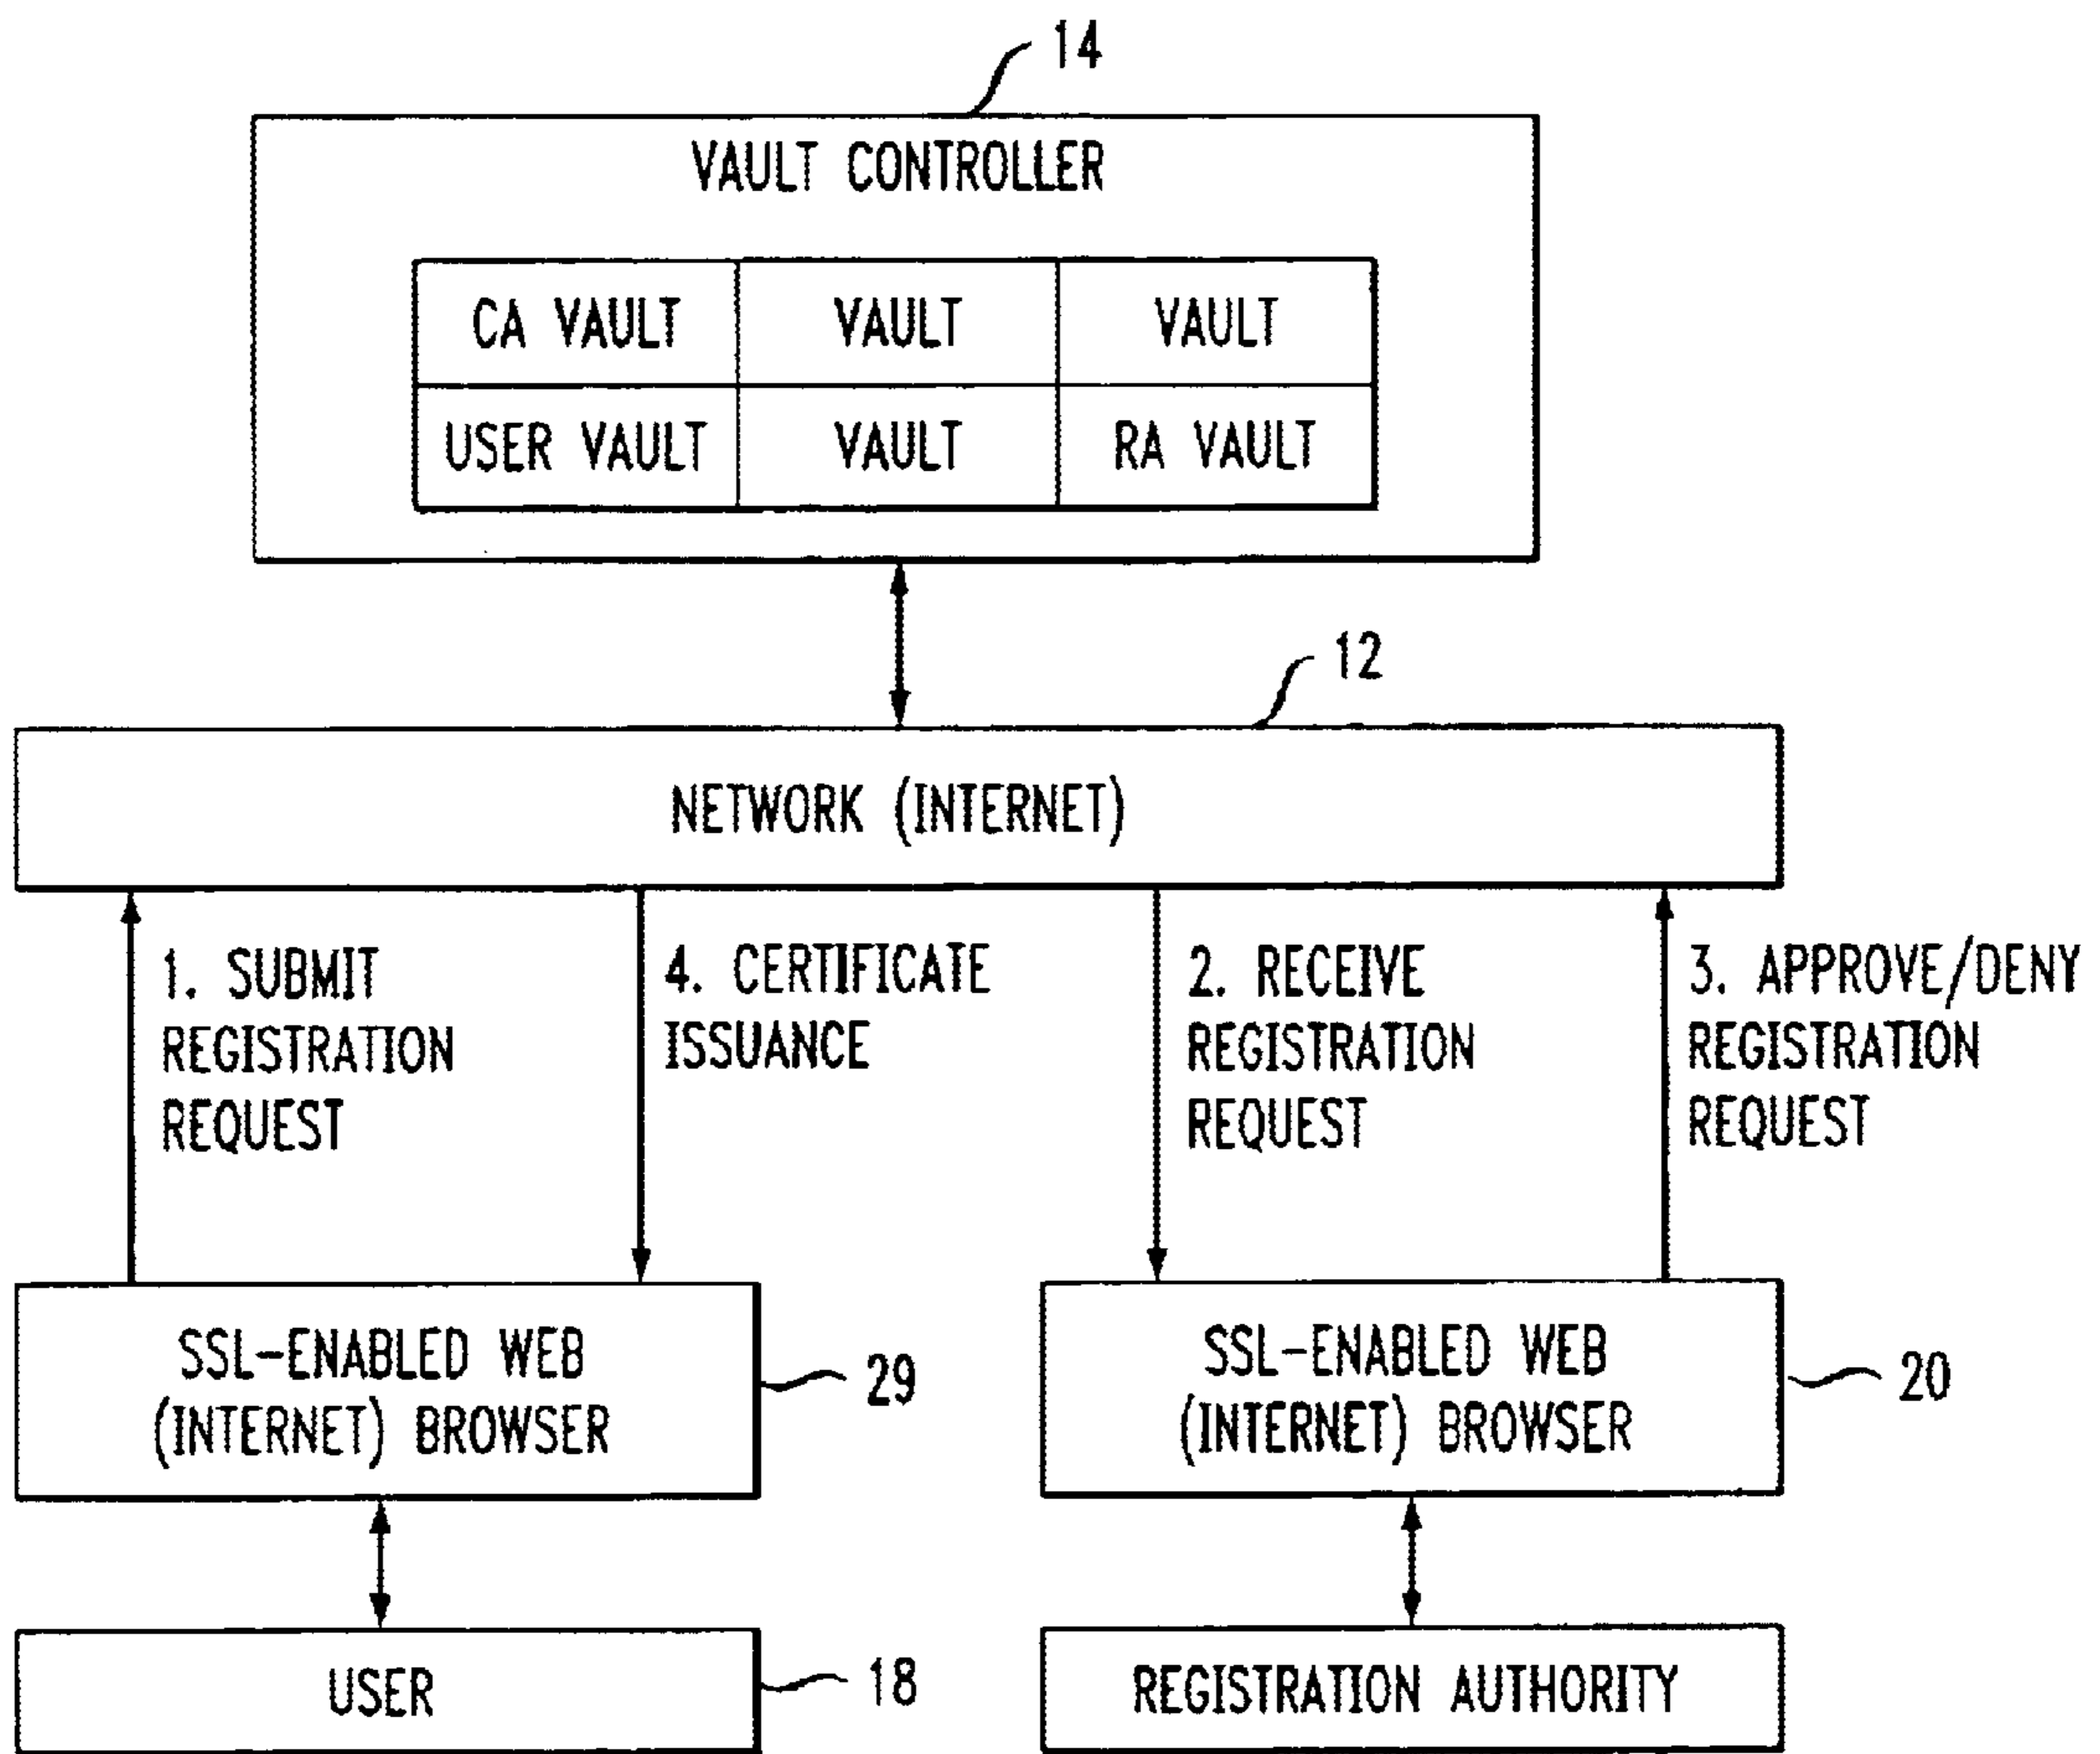 14
VAULT CONTROLLER
CA VAULT
VAULT
VAULT
USER VAULT
VAULT
RA VAULT
12
NETWORK (INTERNET)
1. SUBMIT
REGISTRATION
REQUEST
4. CERTIFICATE
ISSUANCE
2. RECEIVE
REGISTRATION
REQUEST
3. APPROVE/DENY
REGISTRATION
REQUEST
SSL-ENABLED WEB
(INTERNET) BROWSER
29
SSL-ENABLED WEB
(INTERNET) BROWSER
20
USER
18
REGISTRATION AUTHORITY